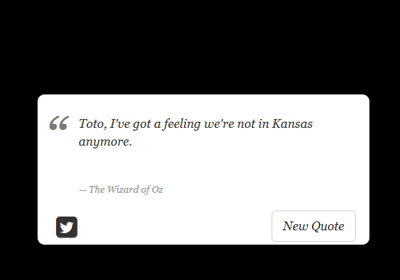 Toto, I've got a feeling we're not in Kansas
anymore.
— The Wizard of Oz
New Quote